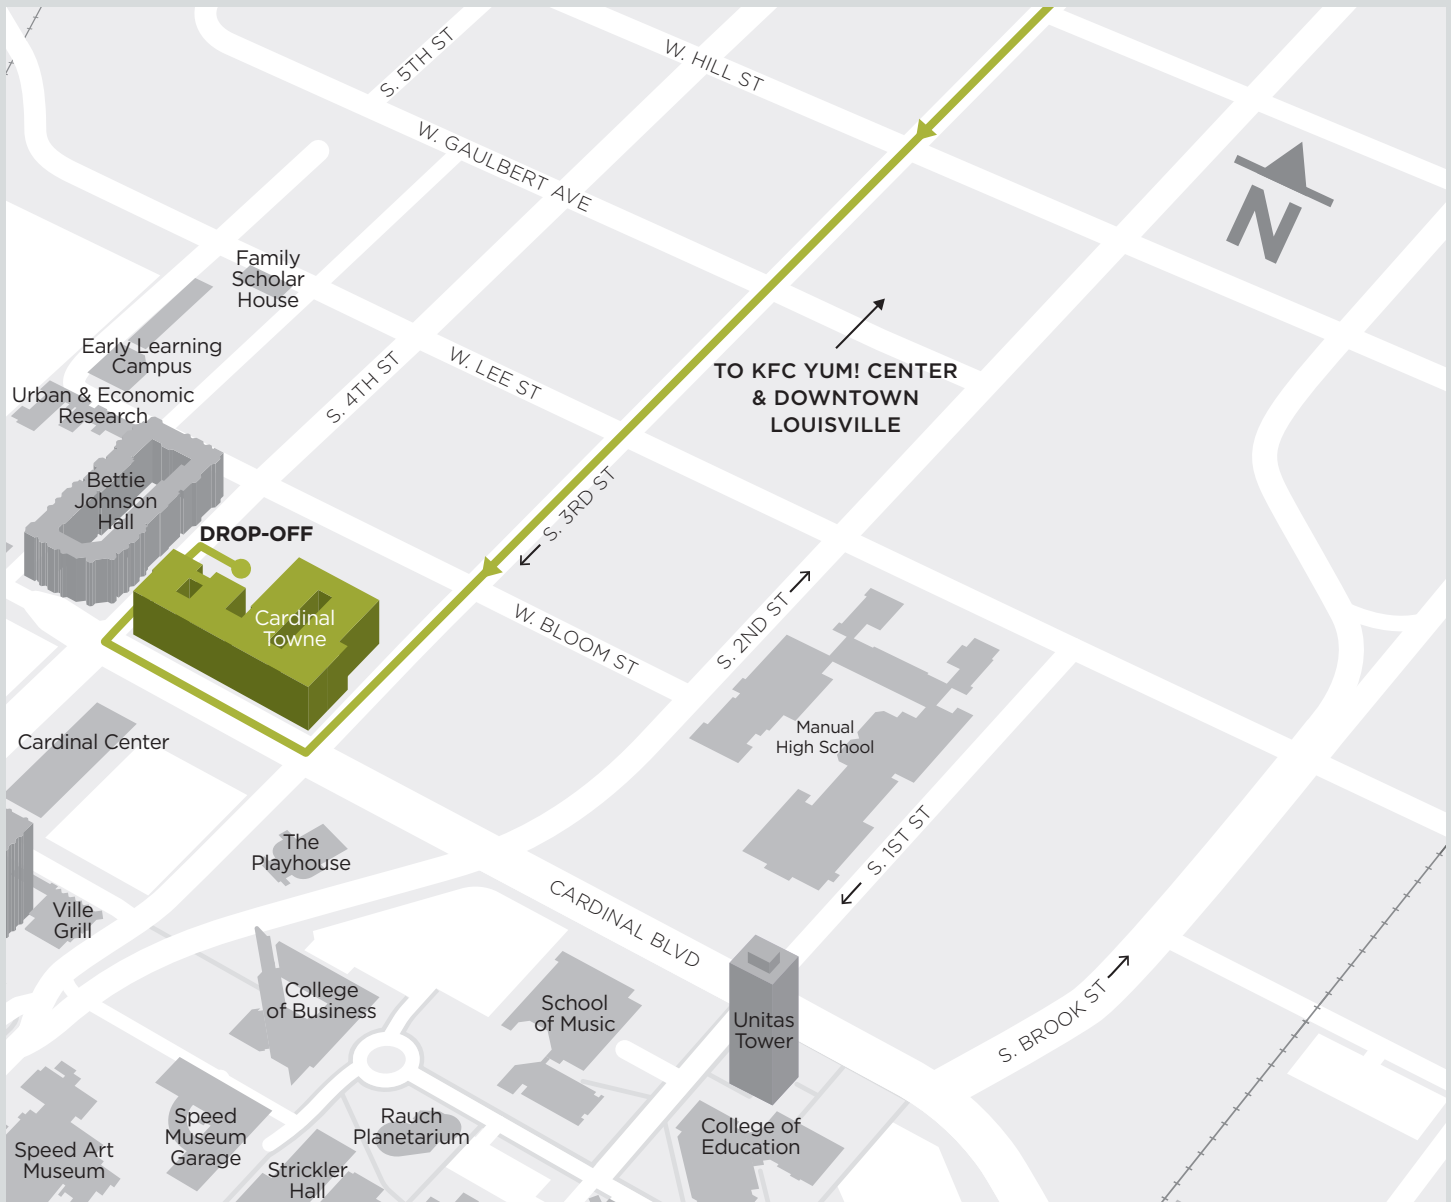 S. 5TH ST
W. HILL ST
W. GAULBERT AVE
N
Family
Scholar
House
Early Learning
Campus
Urban & Economic
Research
S. 4TH ST
W. LEE ST
TO KFC YUM! CENTER
& DOWNTOWN
LOUISVILLE
Bettie
Johnson
Hall
DROP-OFF
S. 3RD ST
Cardinal
Towne
W. BLOOM ST
S. 2ND ST
Manual
High School
Cardinal Center
The
Playhouse
S. 1ST ST
CARDINAL BLVD
Ville
Grill
College
of Business
School
of Music
Unitas
Tower
S. BROOK ST
Speed
Museum
Garage
Rauch
Planetarium
College of
Education
Speed Art
Museum
Strickler
Hall